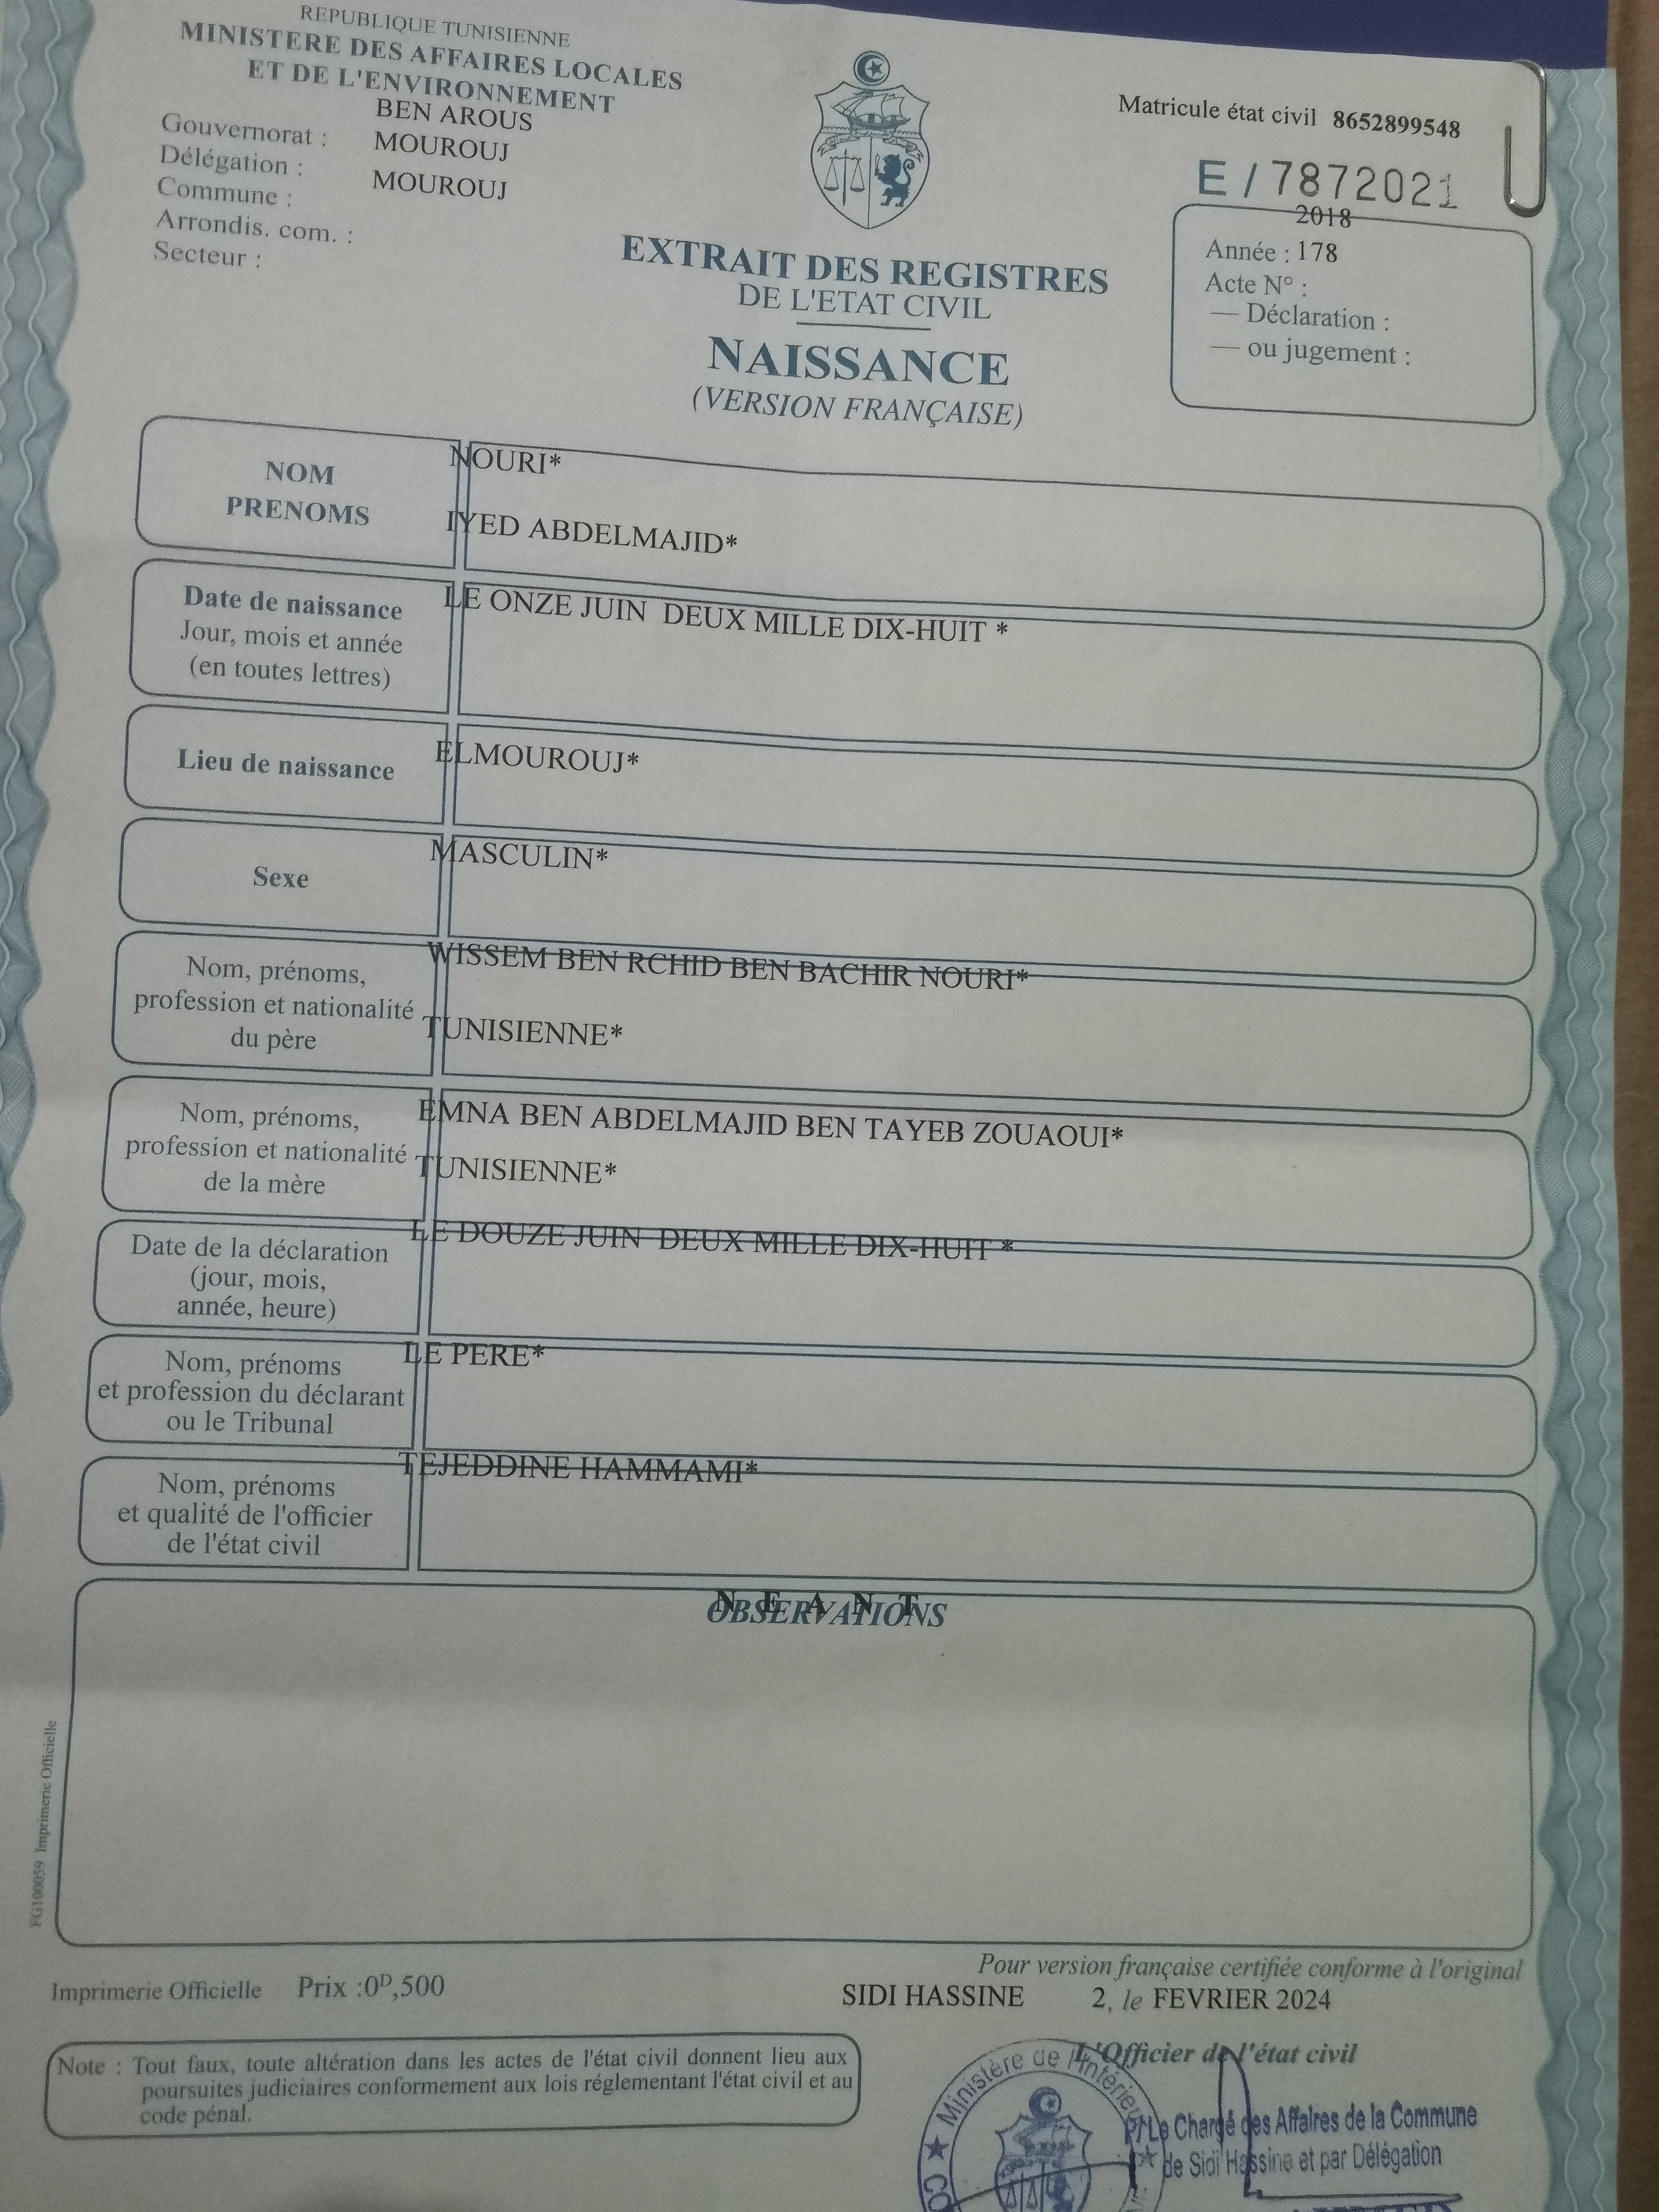 REPUBLIQUE TUNISIENNE
MINISTERE DES AFFAIRES LOCALES
ET DE L'ENVIRONNEMENT
Gouvernorat : BEN AROUS
Délégation : MOUROUJ
Commune : MOUROUJ
Arrondis. com. :
Secteur :
Matricule état civil 8652899548
E / 7872021
2018
Année : 178
Acte N° :
— Déclaration :
— ou jugement :
EXTRAIT DES REGISTRES
DE L'ETAT CIVIL
NAISSANCE
(VERSION FRANÇAISE)
NOM
PRENOMS
NOURI*
IYED ABDELMAJID*
Date de naissance
Jour, mois et année
(en toutes lettres)
LE ONZE JUIN DEUX MILLE DIX-HUIT *
Lieu de naissance
ELMOUROUJ*
Sexe
MASCULIN*
Nom, prénoms,
profession et nationalité
du père
WISSEM BEN RCHID BEN BACHIR NOURI*
TUNISIENNE*
Nom, prénoms,
profession et nationalité
de la mère
EMNA BEN ABDELMAJID BEN TAYEB ZOUAOUI*
TUNISIENNE*
Date de la déclaration
(jour, mois,
année, heure)
LE DOUZE JUIN DEUX MILLE DIX-HUIT *
Nom, prénoms
et profession du déclarant
ou le Tribunal
LE PERE*
Nom, prénoms
et qualité de l'officier
de l'état civil
TEJEDDINE HAMMAMI*
OBSERVATIONS
N E A N T
FG100059 Imprimerie Officielle
Pour version française certifiée conforme à l'original
Imprimerie Officielle Prix :0ᴰ,500
SIDI HASSINE 2, le FEVRIER 2024
L'Officier de l'état civil
Note : Tout faux, toute altération dans les actes de l'état civil donnent lieu aux
poursuites judiciaires conformement aux lois réglementant l'état civil et au
code pénal.
Ministère de l'Intérieur
P/ Le Chargé des Affaires de la Commune
de Sidi Hassine et par Délégation